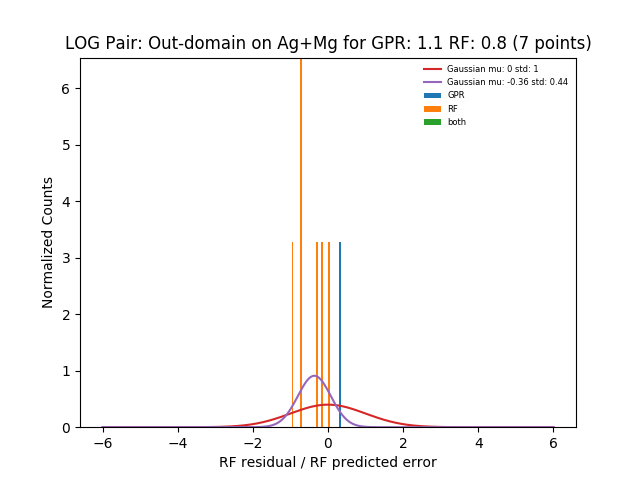 LOG Pair: Out-domain on Ag+Mg for GPR: 1.1 RF: 0.8 (7 points)
Gaussian mu: 0 std: 1
Gaussian mu: -0.36 std: 0.44
GPR
RF
both
Normalized Counts
6
5
4
3
2
1
0
−6
−4
−2
0
2
4
6
RF residual / RF predicted error